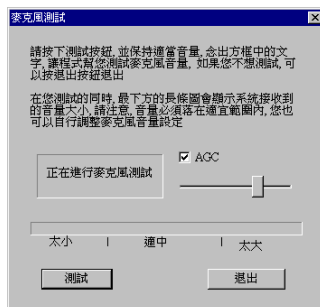 麥克風測試
請按下測試按鈕, 並保持適當音量, 念出方框中的文
字, 讓程式幫您測試麥克風音量, 如果您不想測試, 可
以按退出按鈕退出
在您測試的同時, 最下方的長條圖會顯示系統接收到
的音量大小, 請注意, 音量必須落在適宜範圍內, 您也
可以自行調整麥克風音量設定
AGC
正在進行麥克風測試
太小 | 適中 | 太大
測試 退出